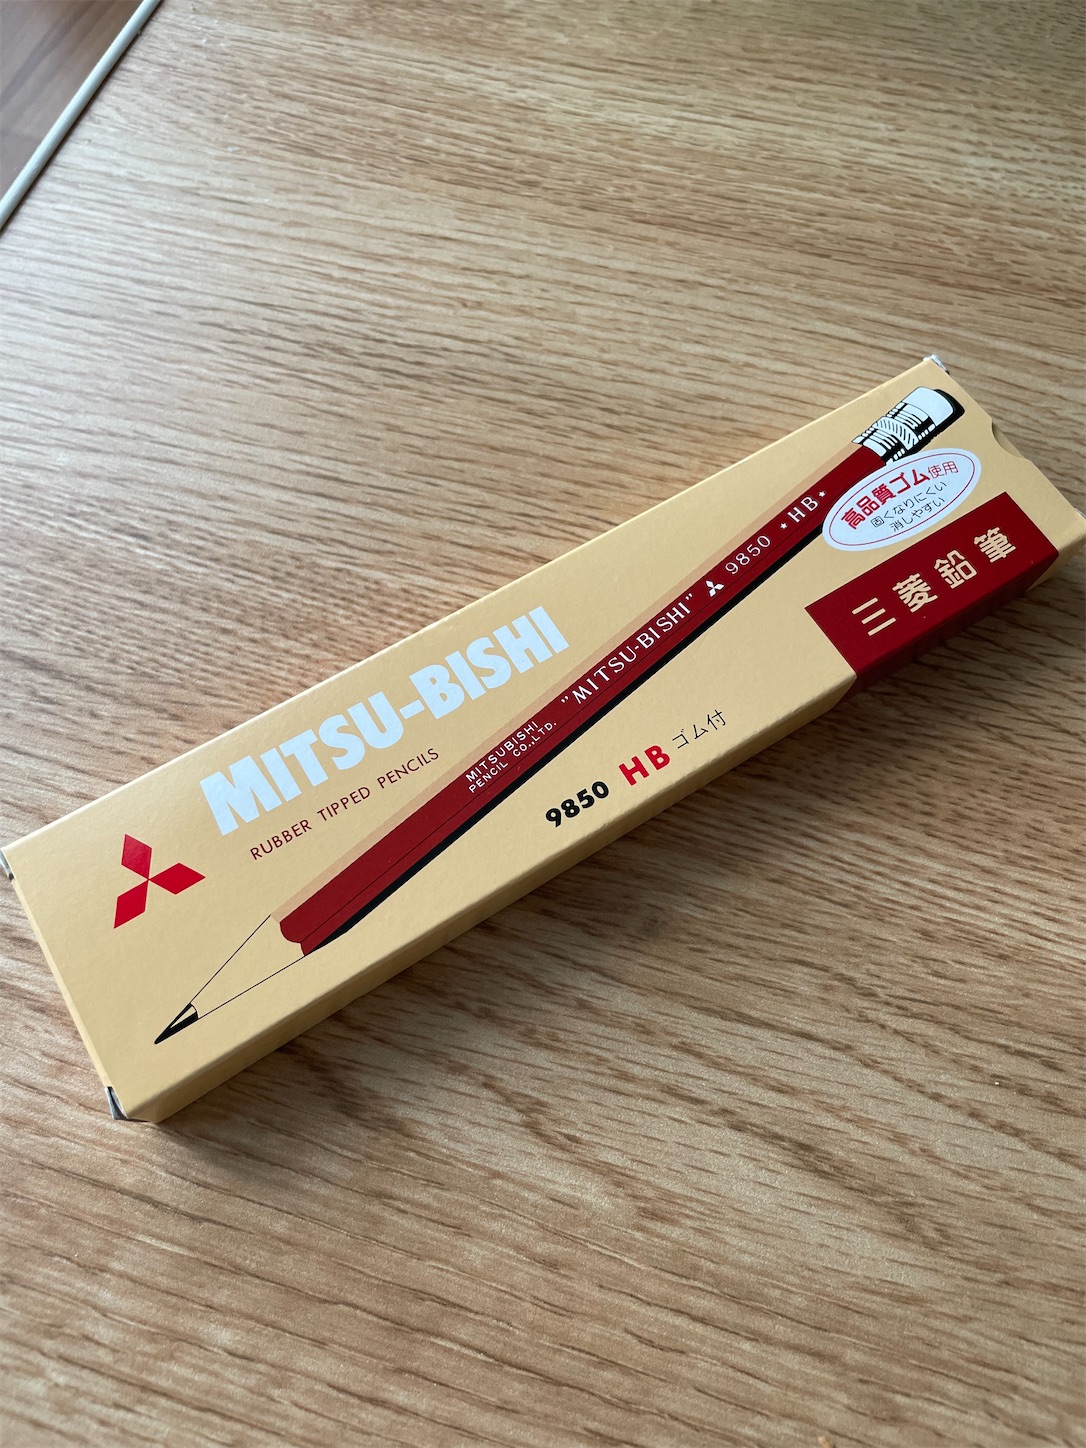 MITSU-BISHI
RUBBER TIPPED PENCILS
MITSUBISHI
PENCIL CO.,LTD.
"MITSU-BISHI" 9850 ★HB★
9850 HB ゴム付
高品質ゴム使用
固くなりにくい
消しやすい
三菱鉛筆